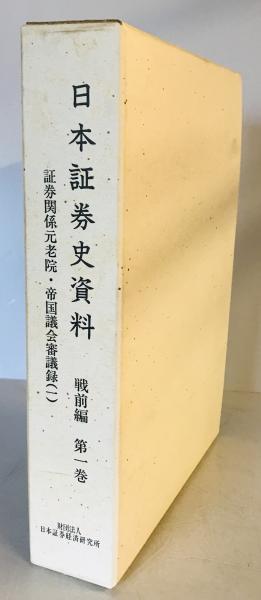 日本証券史資料
戦前編 第一巻
証券関係元老院・帝国議会審議録(一)
財団法人
日本証券経済研究所